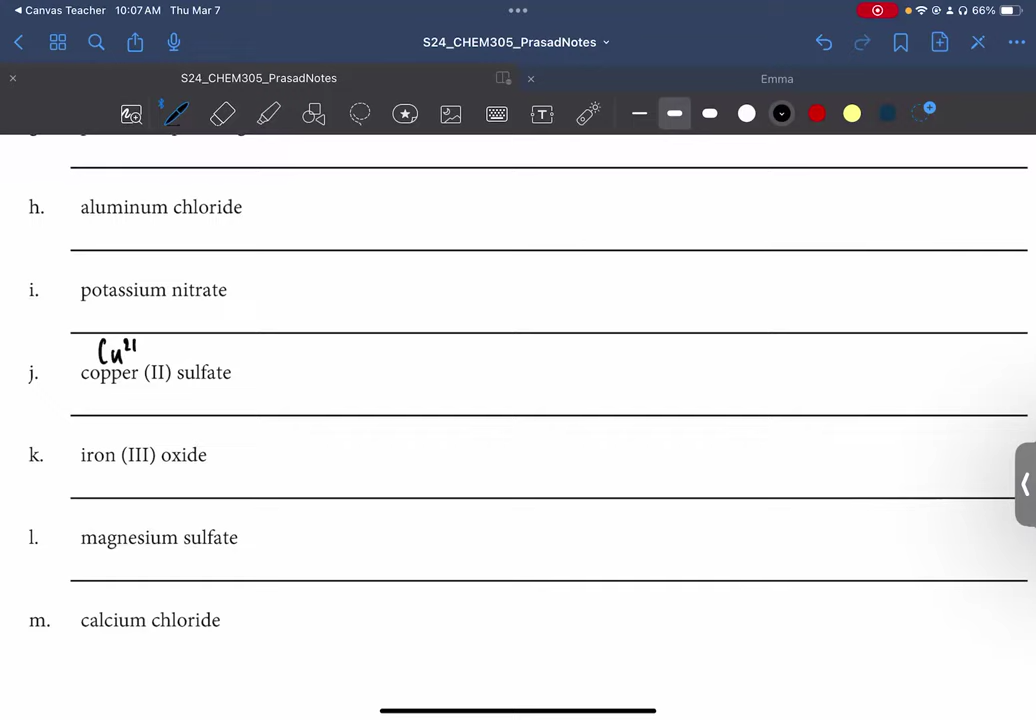 Canvas Teacher 10:07 AM Thu Mar 7 66%
S24_CHEM305_PrasadNotes
S24_CHEM305_PrasadNotes Emma
h. aluminum chloride
i. potassium nitrate
Cu²⁺
j. copper (II) sulfate
k. iron (III) oxide
l. magnesium sulfate
m. calcium chloride